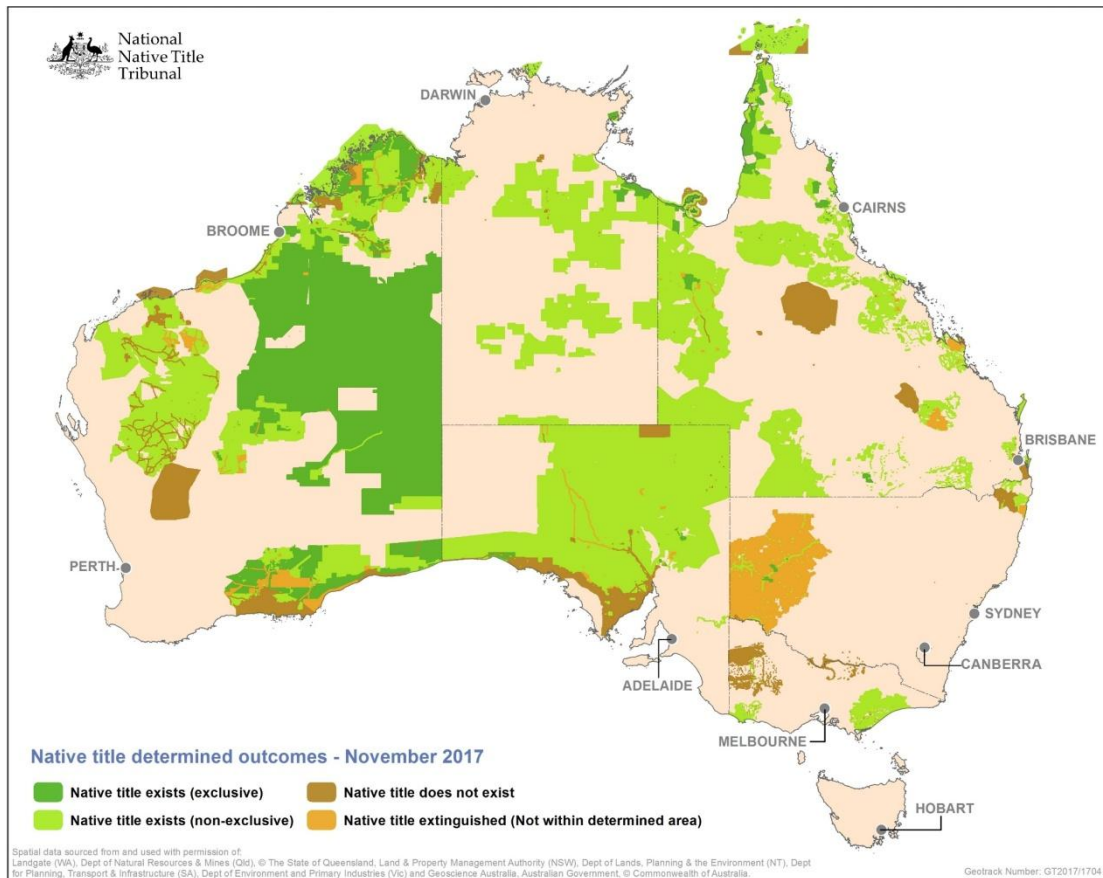 National
Native Title
Tribunal
DARWIN
CAIRNS
BROOME
BRISBANE
PERTH
SYDNEY
CANBERRA
ADELAIDE
MELBOURNE
HOBART
Native title determined outcomes - November 2017
Native title exists (exclusive)
Native title does not exist
Native title exists (non-exclusive)
Native title extinguished (Not within determined area)
Spatial data sourced from and used with permission of:
Landgate (WA), Dept of Natural Resources & Mines (Qld), © The State of Queensland, Land & Property Management Authority (NSW), Dept of Lands, Planning & the Environment (NT), Dept
for Planning, Transport & Infrastructure (SA), Dept of Environment and Primary Industries (Vic) and Geoscience Australia, Australian Government, © Commonwealth of Australia.
Geotrack Number: GT2017/1704